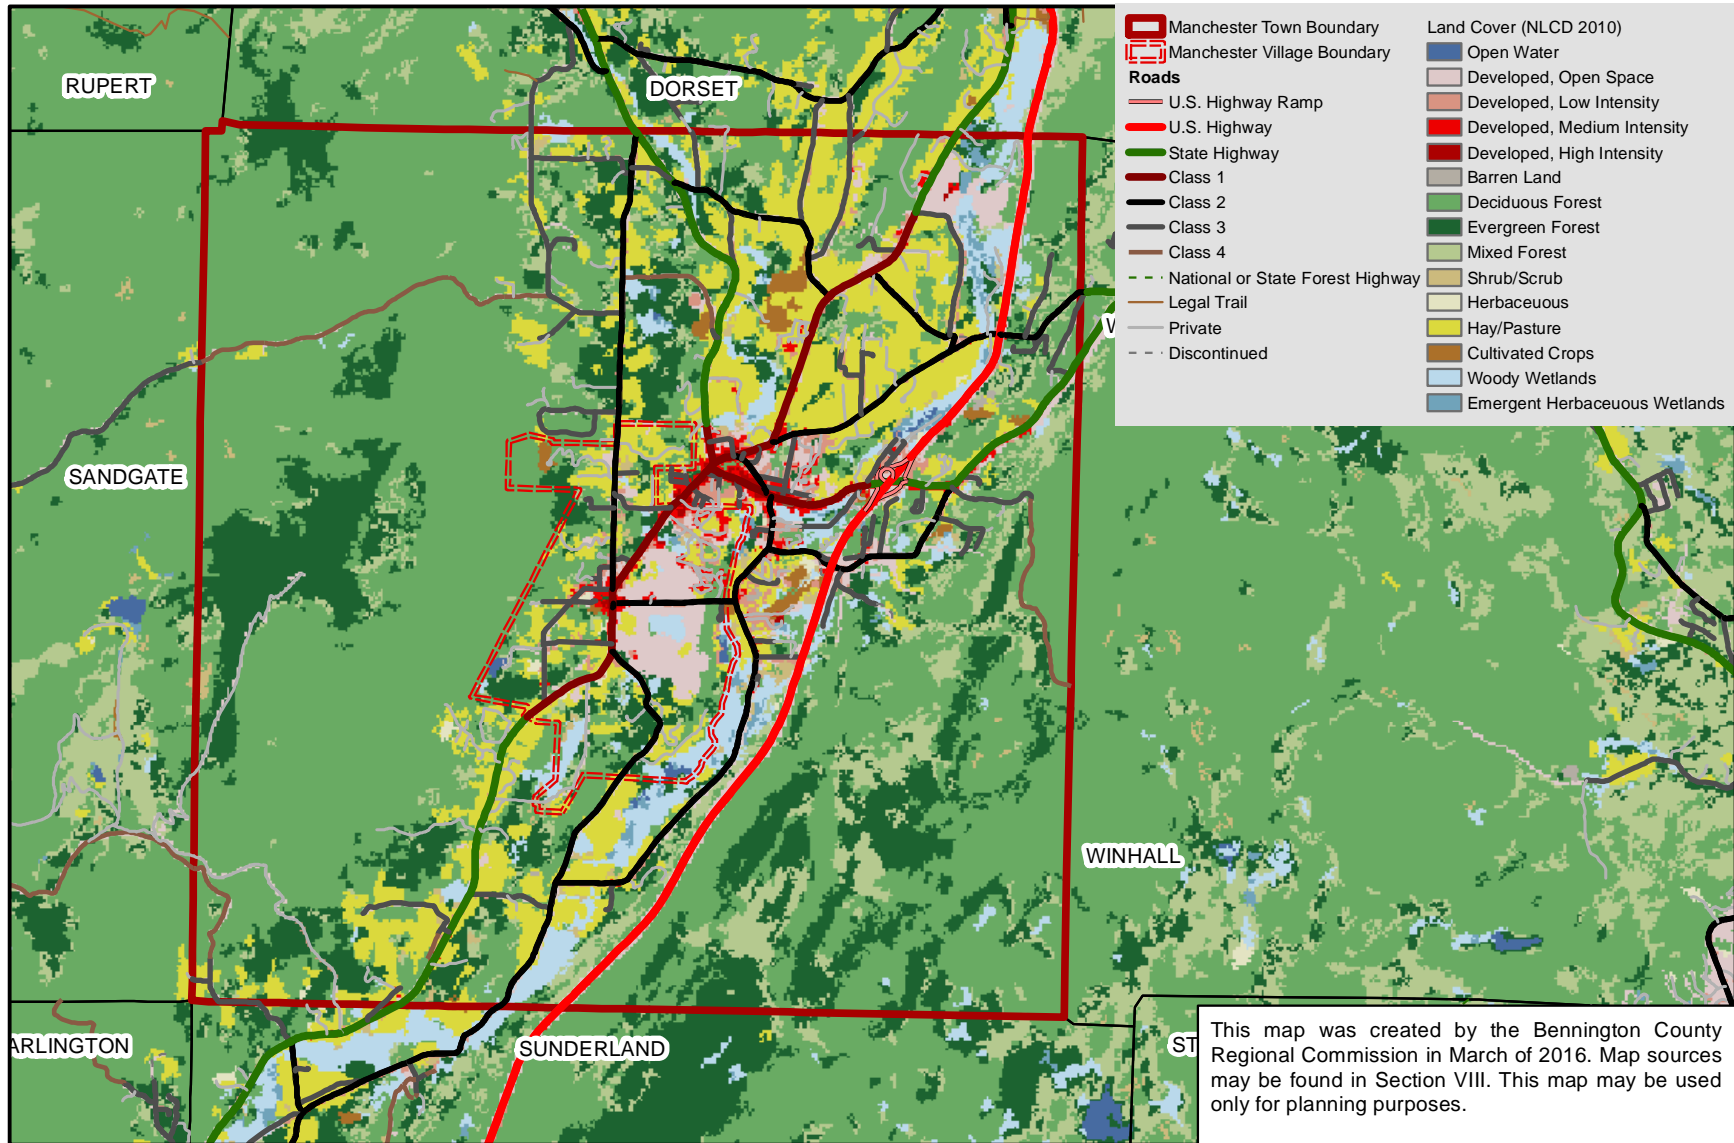 RUPERT
DORSET
SANDGATE
WINHALL
ARLINGTON
SUNDERLAND
ST
W
Manchester Town Boundary
Manchester Village Boundary
Roads
U.S. Highway Ramp
U.S. Highway
State Highway
Class 1
Class 2
Class 3
Class 4
National or State Forest Highway
Legal Trail
Private
Discontinued
Land Cover (NLCD 2010)
Open Water
Developed, Open Space
Developed, Low Intensity
Developed, Medium Intensity
Developed, High Intensity
Barren Land
Deciduous Forest
Evergreen Forest
Mixed Forest
Shrub/Scrub
Herbaceuous
Hay/Pasture
Cultivated Crops
Woody Wetlands
Emergent Herbaceuous Wetlands
This map was created by the Bennington County
Regional Commission in March of 2016. Map sources
may be found in Section VIII. This map may be used
only for planning purposes.